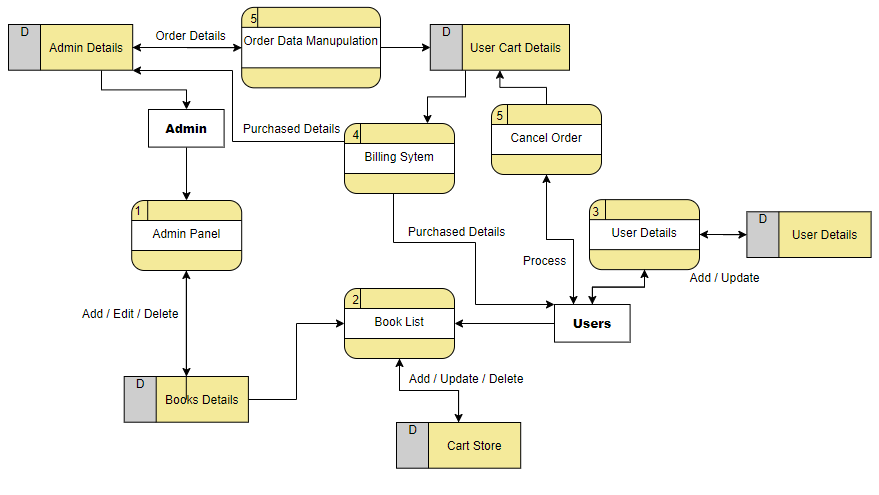 5
D
Order Details
Order Data Manupulation
D
Admin Details
User Cart Details
5
Admin
Purchased Details
4
Cancel Order
Billing Sytem
1
3
D
Admin Panel
Purchased Details
User Details
User Details
Process
Add / Update
2
Add / Edit / Delete
Book List
Users
D
Add / Update / Delete
Books Details
D
Cart Store